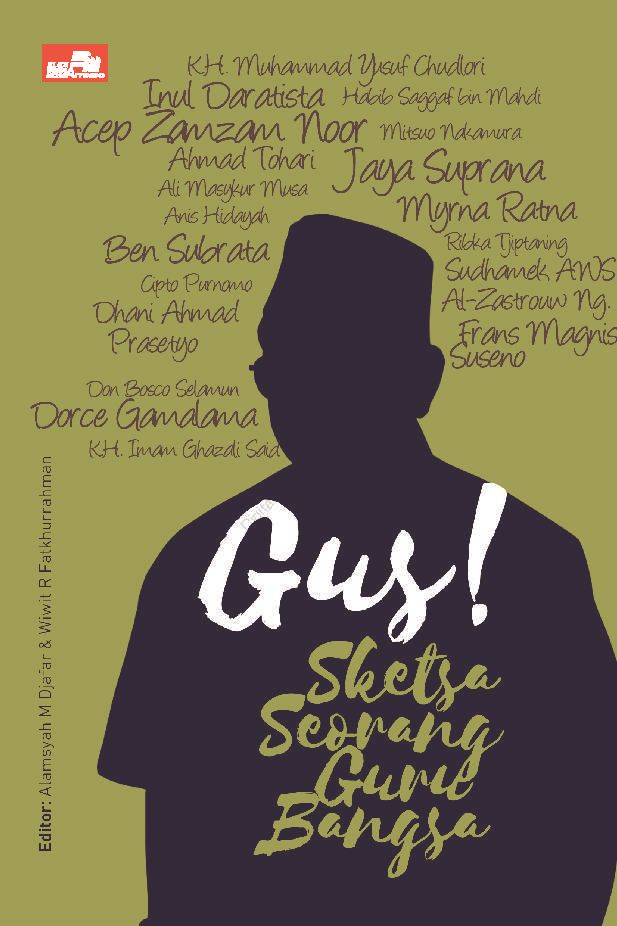 K.H. Muhammad Yusuf Chudlori
Inul Daratista
Habib Saggaf bin Mahdi
Acep Zamzam Noor
Mitsuo Nakamura
Ahmad Tohari
Jaya Suprana
Ali Masykur Musa
Myrna Ratna
Anis Hidayah
Ben Subrata
Ribka Tjiptaning
Sudhamek AWS
Cipto Purnomo
Al-Zastrouw Ng.
Dhani Ahmad
Prasetyo
Frans Magnis
Suseno
Don Bosco Selamun
Dorce Gamalama
K.H. Imam Ghazali Said
Editor: Alamsyah M Djafar & Wiwit R Fatkhurrahman
Gus!
Sketsa
Seorang
Guru
Bangsa